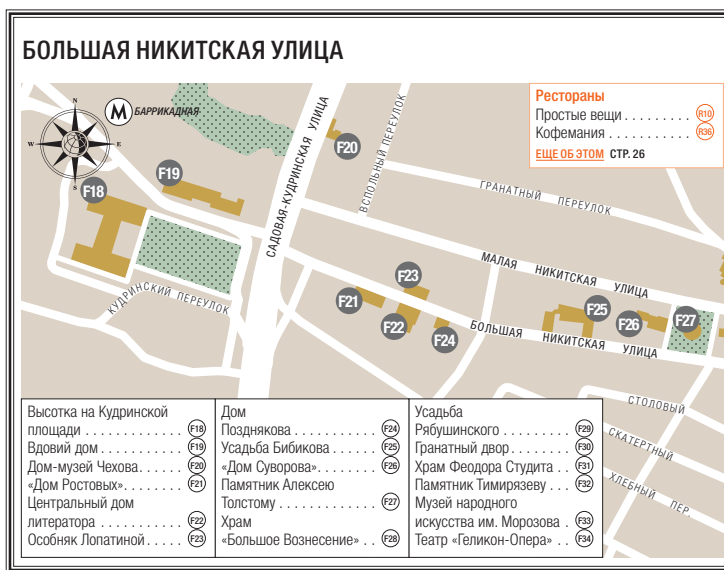 БОЛЬШАЯ НИКИТСКАЯ УЛИЦА
N
W E
S
М БАРРИКАДНАЯ
Рестораны
Простые вещи . . . . . . . . R10
Кофемания . . . . . . . . . . . R36
ЕЩЕ ОБ ЭТОМ СТР. 26
F18
F19
F20
САДОВАЯ-КУДРИНСКАЯ УЛИЦА
ВСПОЛЬНЫЙ ПЕРЕУЛОК
ГРАНАТНЫЙ ПЕРЕУЛОК
МАЛАЯ НИКИТСКАЯ УЛИЦА
КУДРИНСКИЙ ПЕРЕУЛОК
F21
F22
F23
F24
F25
F26
F27
БОЛЬШАЯ НИКИТСКАЯ УЛИЦА
СТОЛОВЫЙ
СКАТЕРТНЫЙ
ХЛЕБНЫЙ ПЕР.
Высотка на Кудринской
площади . . . . . . . . . . . . F18
Вдовий дом . . . . . . . . . . F19
Дом-музей Чехова. . . . . F20
«Дом Ростовых». . . . . . . F21
Центральный дом
литератора . . . . . . . . . . F22
Особняк Лопатиной . . . . F23
Дом
Позднякова . . . . . . . . . . F24
Усадьба Бибикова . . . . . F25
«Дом Суворова». . . . . . . F26
Памятник Алексею
Толстому . . . . . . . . . . . . F27
Храм
«Большое Вознесение» . . F28
Усадьба
Рябушинского . . . . . . . . F29
Гранатный двор. . . . . . . F30
Храм Феодора Студита . . F31
Памятник Тимирязеву . . F32
Музей народного
искусства им. Морозова . F33
Театр «Геликон-Опера» . . F34